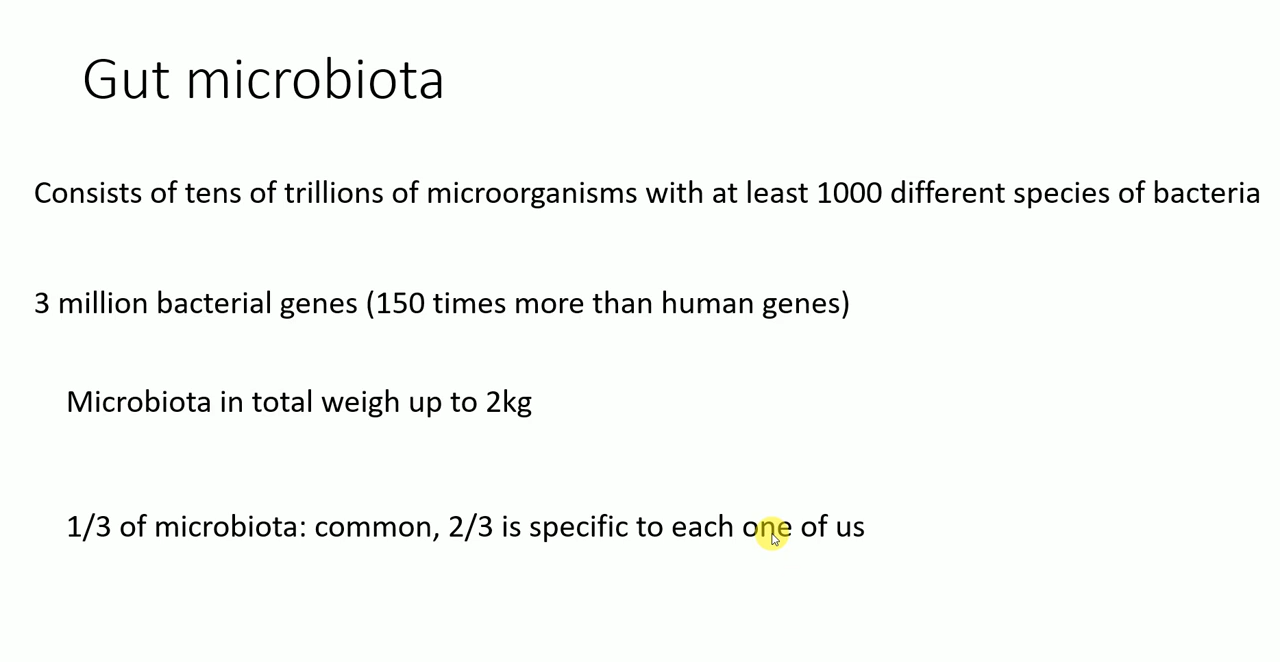 Gut microbiota
Consists of tens of trillions of microorganisms with at least 1000 different species of bacteria
3 million bacterial genes (150 times more than human genes)
Microbiota in total weigh up to 2kg
1/3 of microbiota: common, 2/3 is specific to each one of us